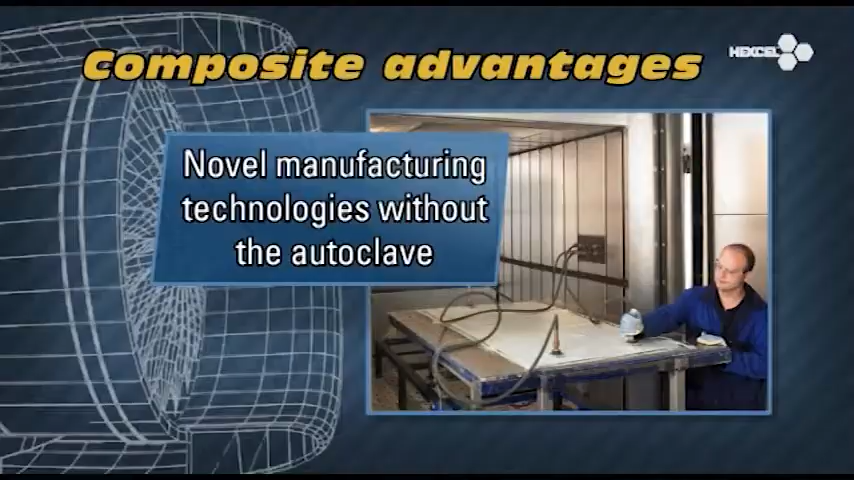 Composite advantages
HEXCEL
Novel manufacturing
technologies without
the autoclave